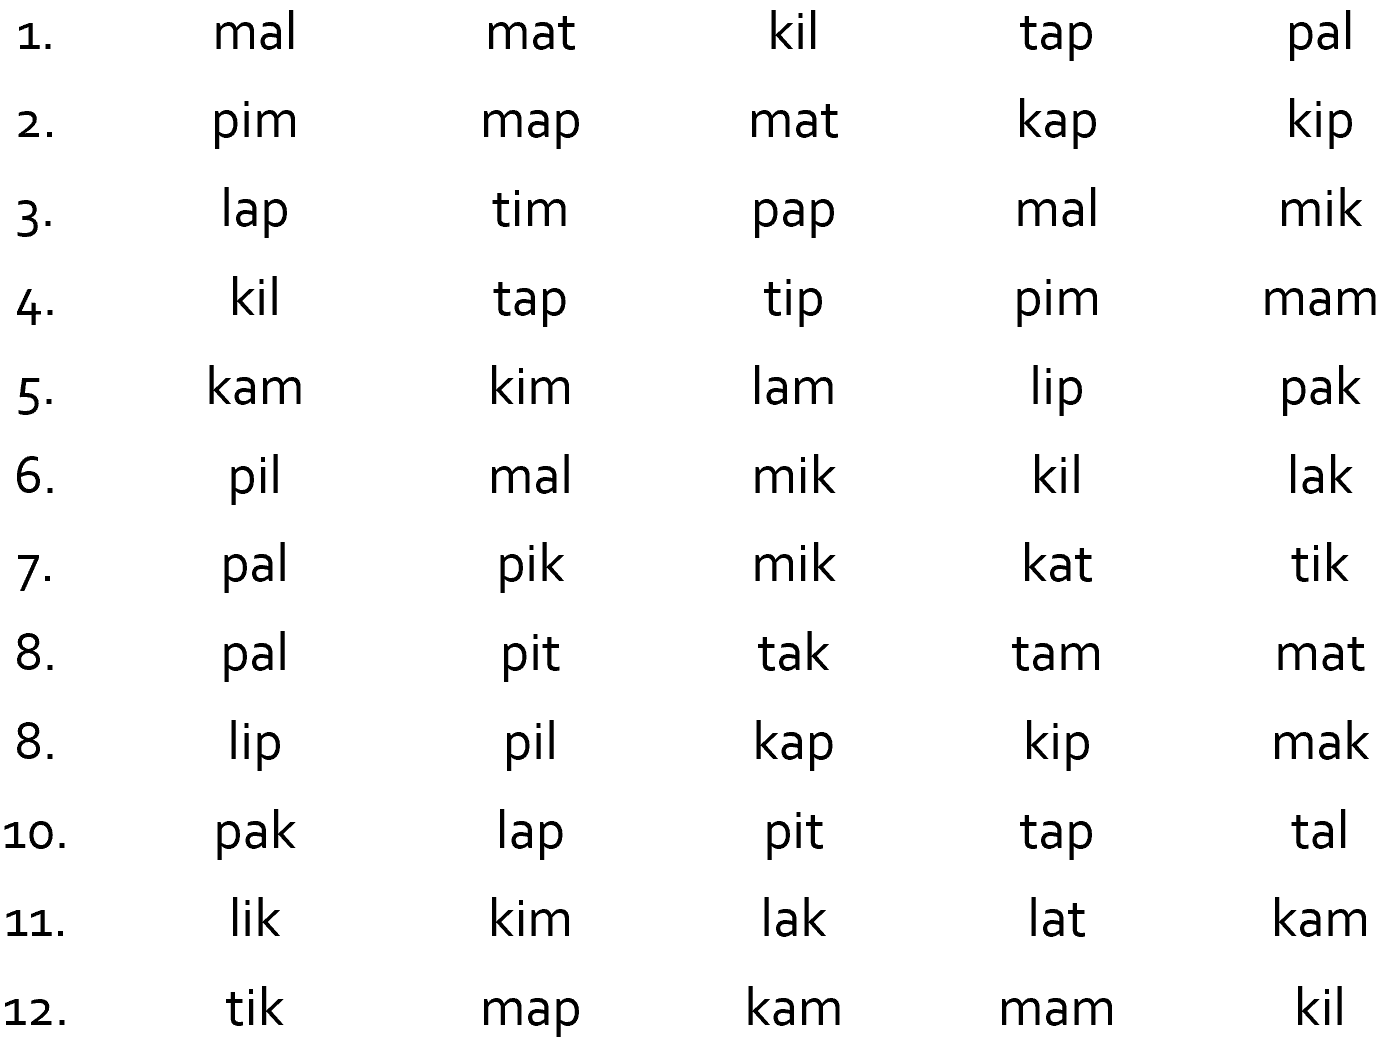 1. mal mat kil tap pal
2. pim map mat kap kip
3. lap tim pap mal mik
4. kil tap tip pim mam
5. kam kim lam lip pak
6. pil mal mik kil lak
7. pal pik mik kat tik
8. pal pit tak tam mat
8. lip pil kap kip mak
10. pak lap pit tap tal
11. lik kim lak lat kam
12. tik map kam mam kil